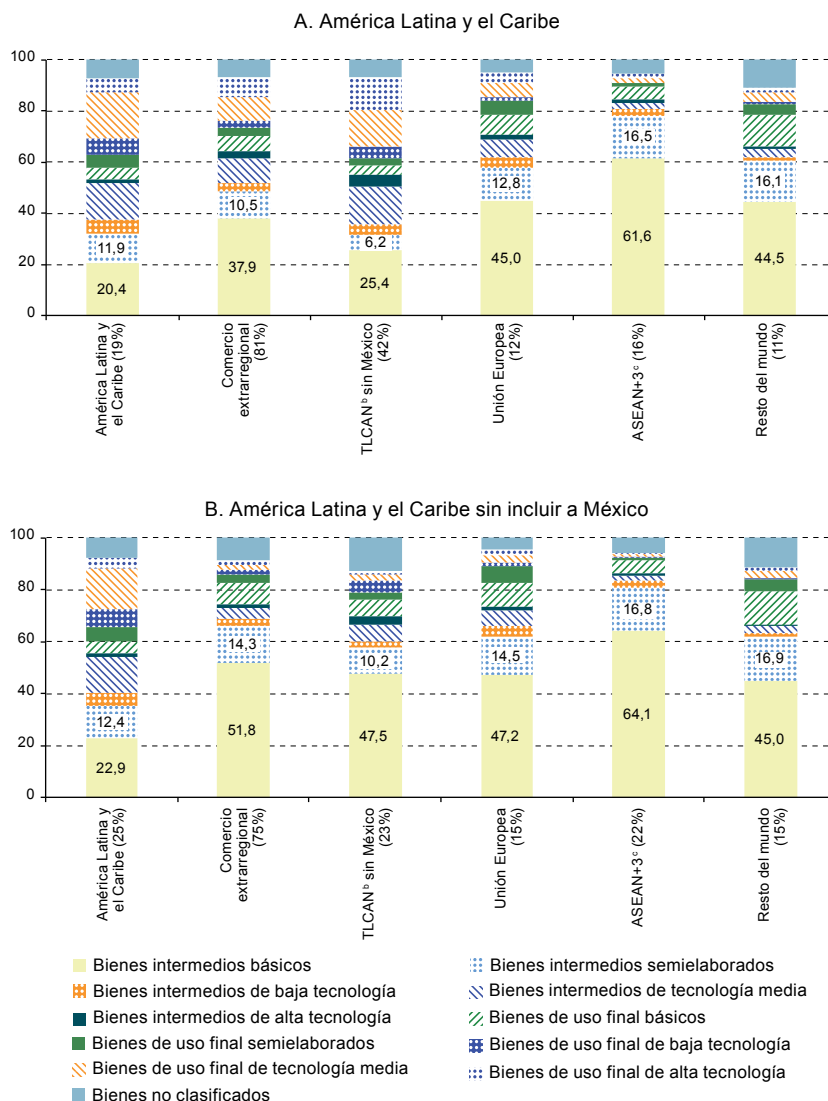 A. América Latina y el Caribe
100
80
60
40
20
0
20,4
11,9
37,9
10,5
25,4
6,2
45,0
12,8
61,6
16,5
44,5
16,1
América Latina y
el Caribe (19%)
Comercio
extrarregional
(81%)
TLCAN b sin México
(42%)
Unión Europea
(12%)
ASEAN+3 c (16%)
Resto del mundo
(11%)
B. América Latina y el Caribe sin incluir a México
100
80
60
40
20
0
22,9
12,4
51,8
14,3
47,5
10,2
47,2
14,5
64,1
16,8
45,0
16,9
América Latina y
el Caribe (25%)
Comercio
extrarregional
(75%)
TLCAN b sin México
(23%)
Unión Europea
(15%)
ASEAN+3 c (22%)
Resto del mundo
(15%)
Bienes intermedios básicos
Bienes intermedios semielaborados
Bienes intermedios de baja tecnología
Bienes intermedios de tecnología media
Bienes intermedios de alta tecnología
Bienes de uso final básicos
Bienes de uso final semielaborados
Bienes de uso final de baja tecnología
Bienes de uso final de tecnología media
Bienes de uso final de alta tecnología
Bienes no clasificados